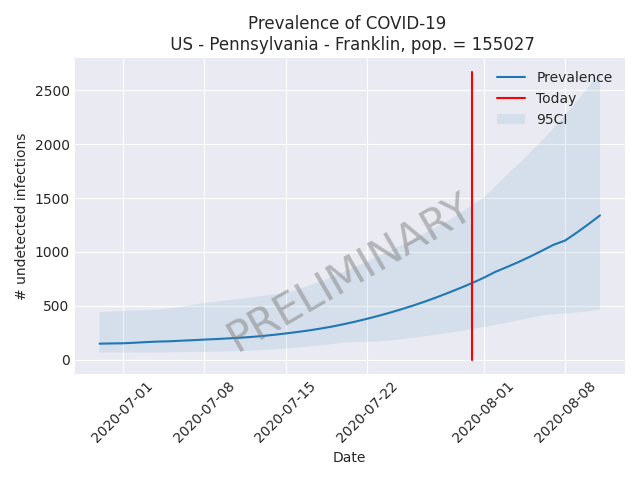 Prevalence of COVID-19
US - Pennsylvania - Franklin, pop. = 155027
Prevalence
Today
95CI
2500
2000
1500
1000
500
0
# undetected infections
PRELIMINARY
2020-07-01
2020-07-08
2020-07-15
2020-07-22
2020-08-01
2020-08-08
Date